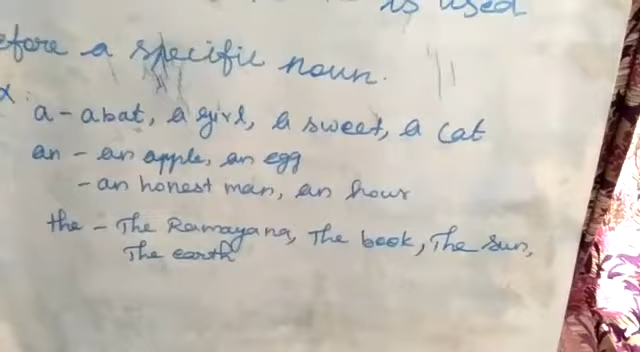 is used
efore a specific noun.
x.
a - a bat, a girl, a sweet, a cat
an - an apple, an egg
- an honest man, an hour
the - The Ramayana, The book, The sun,
The earth